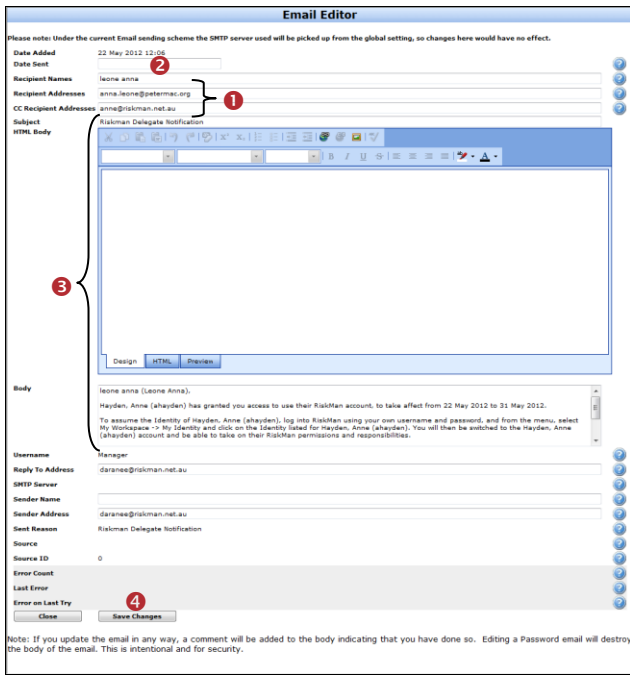 Email Editor
Please note: Under the current Email sending scheme the SMTP server used will be picked up from the global setting, so changes here would have no effect.
Date Added 22 May 2012 12:06
Date Sent 2
Recipient Names leone anna
Recipient Addresses anna.leone@petermac.org 1
CC Recipient Addresses anne@riskman.net.au
Subject Riskman Delegate Notification
HTML Body
B I U S A
3
Design HTML Preview
Body leone anna (Leone Anna),
Hayden, Anne (ahayden) has granted you access to use their RiskMan account, to take affect from 22 May 2012 to 31 May 2012.
To assume the Identity of Hayden, Anne (ahayden), log into RiskMan using your own username and password, and from the menu, select
My Workspace -> My Identity and click on the Identity listed for Hayden, Anne (ahayden). You will then be switched to the Hayden, Anne
(ahayden) account and be able to take on their RiskMan permissions and responsibilities.
Username Manager
Reply To Address daranee@riskman.net.au
SMTP Server
Sender Name
Sender Address daranee@riskman.net.au
Sent Reason Riskman Delegate Notification
Source
Source ID 0
Error Count
Last Error
Error on Last Try
4
Close Save Changes
Note: If you update the email in any way, a comment will be added to the body indicating that you have done so. Editing a Password email will destroy
the body of the email. This is intentional and for security.